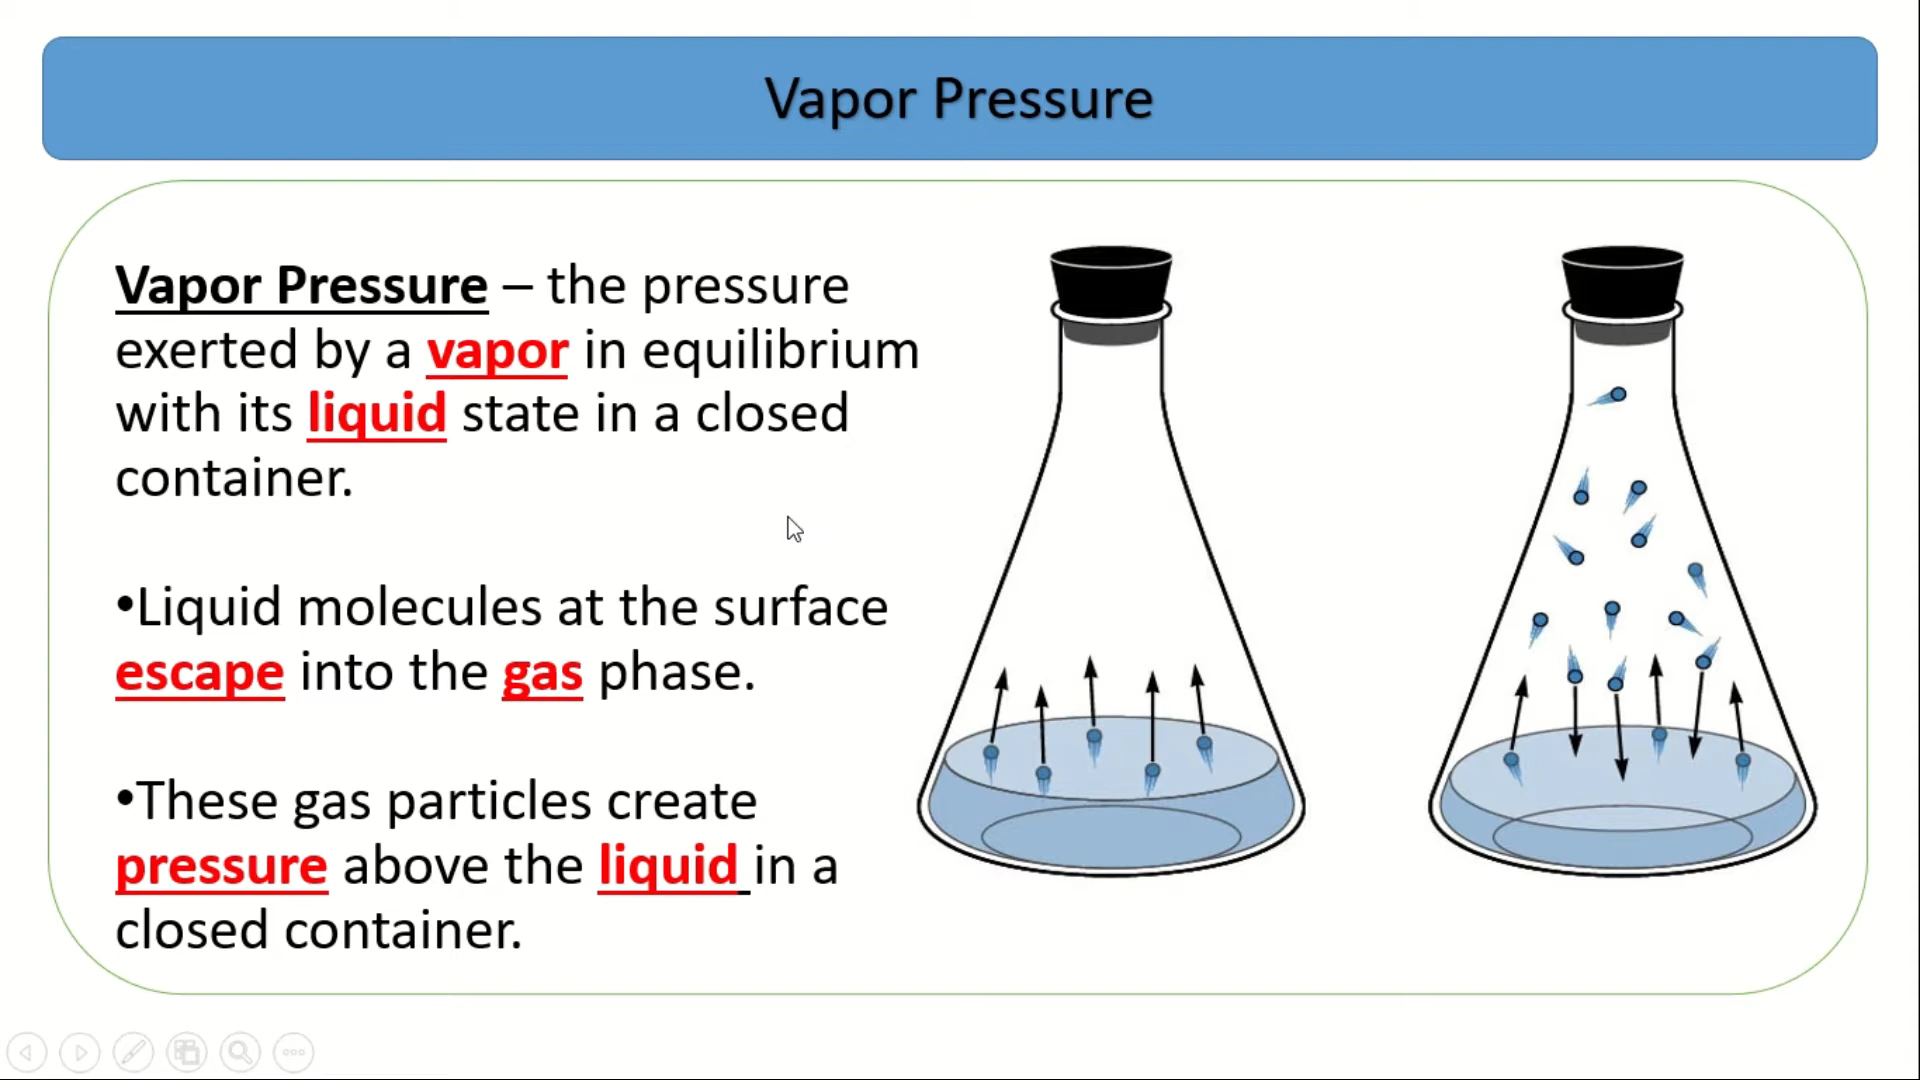 Vapor Pressure
Vapor Pressure – the pressure
exerted by a vapor in equilibrium
with its liquid state in a closed
container.
•Liquid molecules at the surface
escape into the gas phase.
•These gas particles create
pressure above the liquid in a
closed container.